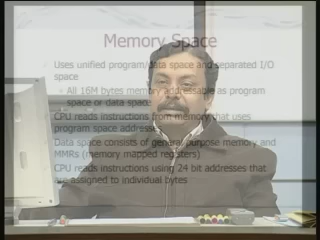 Memory Space
Uses unified program/data space and separated I/O
space
All 16M bytes memory addressable as program
space or data space
CPU reads instructions from memory that uses
program space addresses
Data space consists of general purpose memory and
MMRs (memory mapped registers)
CPU reads instructions using 24 bit addresses that
are assigned to individual bytes